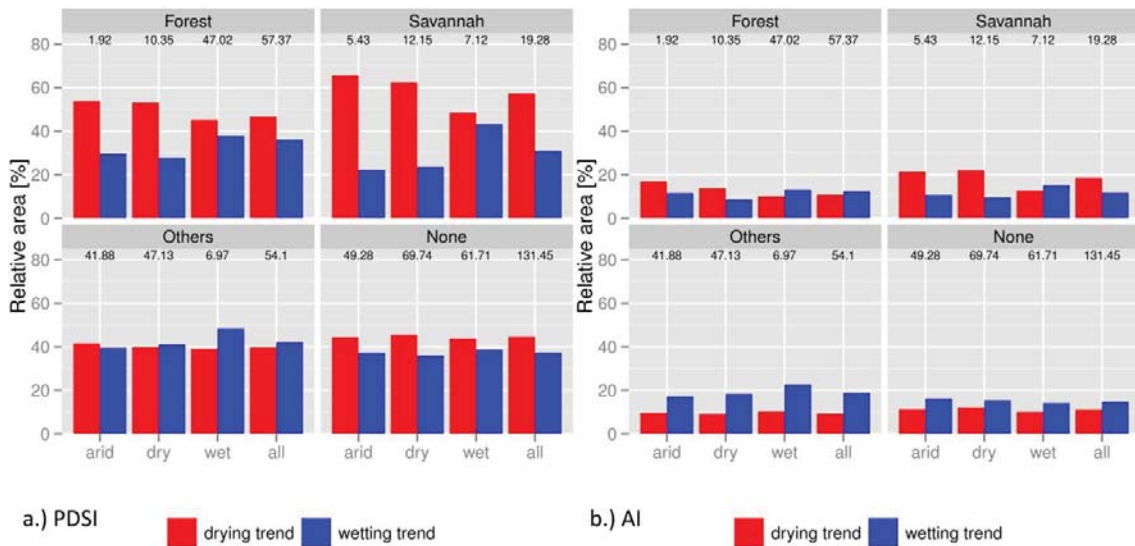 Forest Savannah Forest Savannah
80 1.92 10.35 47.02 57.37 5.43 12.15 7.12 19.28 80 1.92 10.35 47.02 57.37 5.43 12.15 7.12 19.28
60 60
40 40
20 20
0 0
Relative area [%] Relative area [%]
Others None Others None
80 41.88 47.13 6.97 54.1 49.28 69.74 61.71 131.45 80 41.88 47.13 6.97 54.1 49.28 69.74 61.71 131.45
60 60
40 40
20 20
0 0
arid dry wet all arid dry wet all arid dry wet all arid dry wet all
a.) PDSI drying trend wetting trend b.) AI drying trend wetting trend